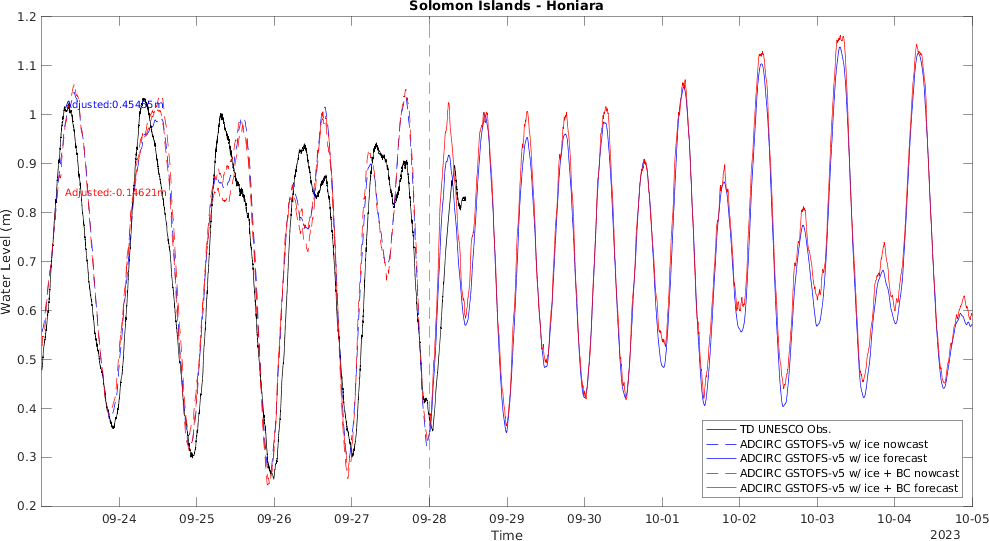 Solomon Islands - Honiara
1.2
1.1
1
0.9
0.8
0.7
0.6
0.5
0.4
0.3
0.2
Water Level (m)
Adjusted:-0.14621m
TD UNESCO Obs.
ADCIRC GSTOFS-v5 w/ ice nowcast
ADCIRC GSTOFS-v5 w/ ice forecast
ADCIRC GSTOFS-v5 w/ ice + BC nowcast
ADCIRC GSTOFS-v5 w/ ice + BC forecast
09-24 09-25 09-26 09-27 09-28 09-29 09-30 10-01 10-02 10-03 10-04 10-05
Time
2023